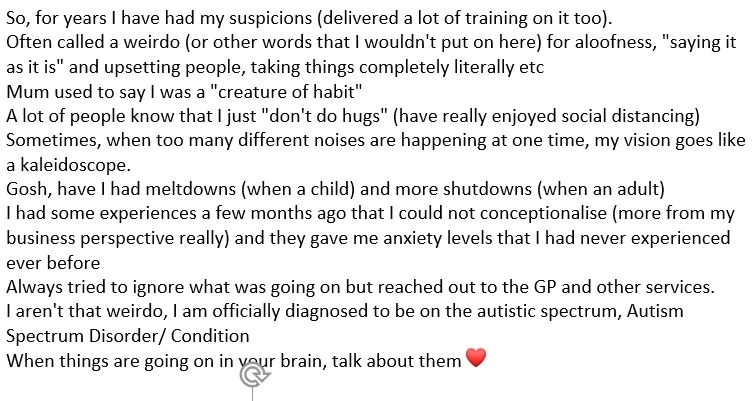 So, for years I have had my suspicions (delivered a lot of training on it too).
Often called a weirdo (or other words that I wouldn't put on here) for aloofness, "saying it
as it is" and upsetting people, taking things completely literally etc
Mum used to say I was a "creature of habit"
A lot of people know that I just "don't do hugs" (have really enjoyed social distancing)
Sometimes, when too many different noises are happening at one time, my vision goes like
a kaleidoscope.
Gosh, have I had meltdowns (when a child) and more shutdowns (when an adult)
I had some experiences a few months ago that I could not conceptionalise (more from my
business perspective really) and they gave me anxiety levels that I had never experienced
ever before
Always tried to ignore what was going on but reached out to the GP and other services.
I aren't that weirdo, I am officially diagnosed to be on the autistic spectrum, Autism
Spectrum Disorder/ Condition
When things are going on in your brain, talk about them ❤️